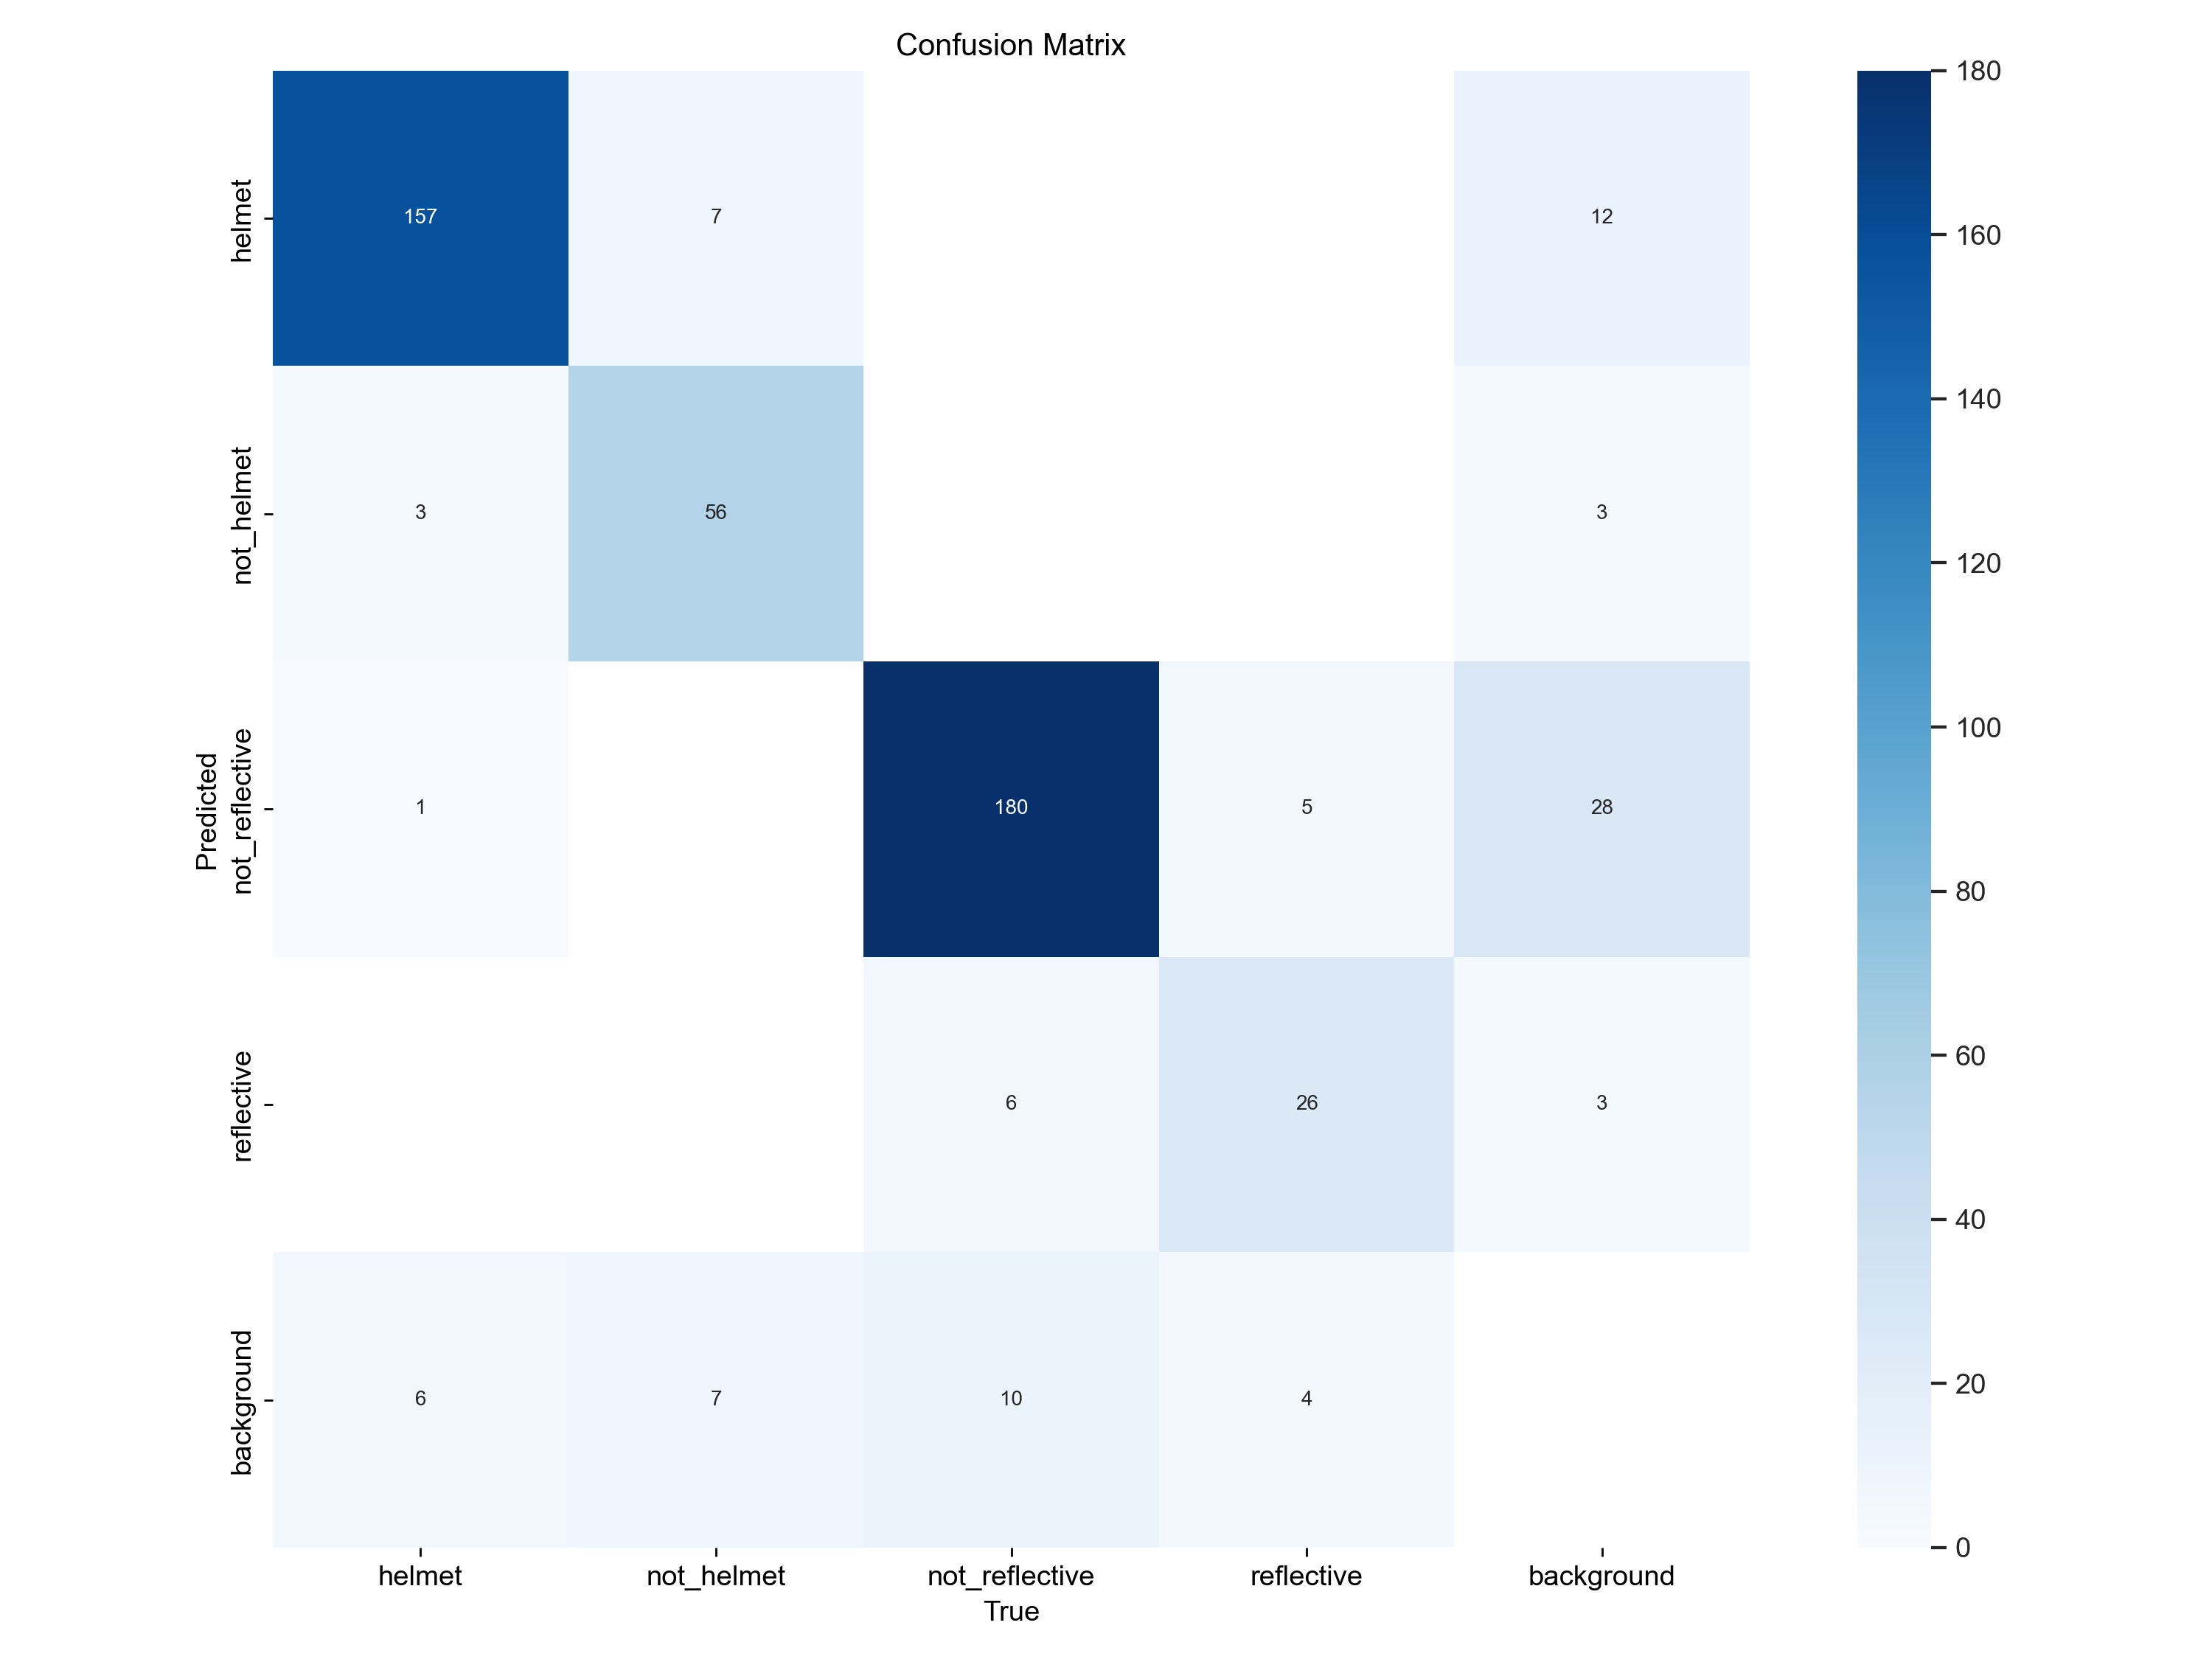 Confusion Matrix
helmet
157
7
12
not_helmet
3
56
3
Predicted
not_reflective
1
180
5
28
reflective
6
26
3
background
6
7
10
4
helmet
not_helmet
not_reflective
reflective
background
True
180
160
140
120
100
80
60
40
20
0